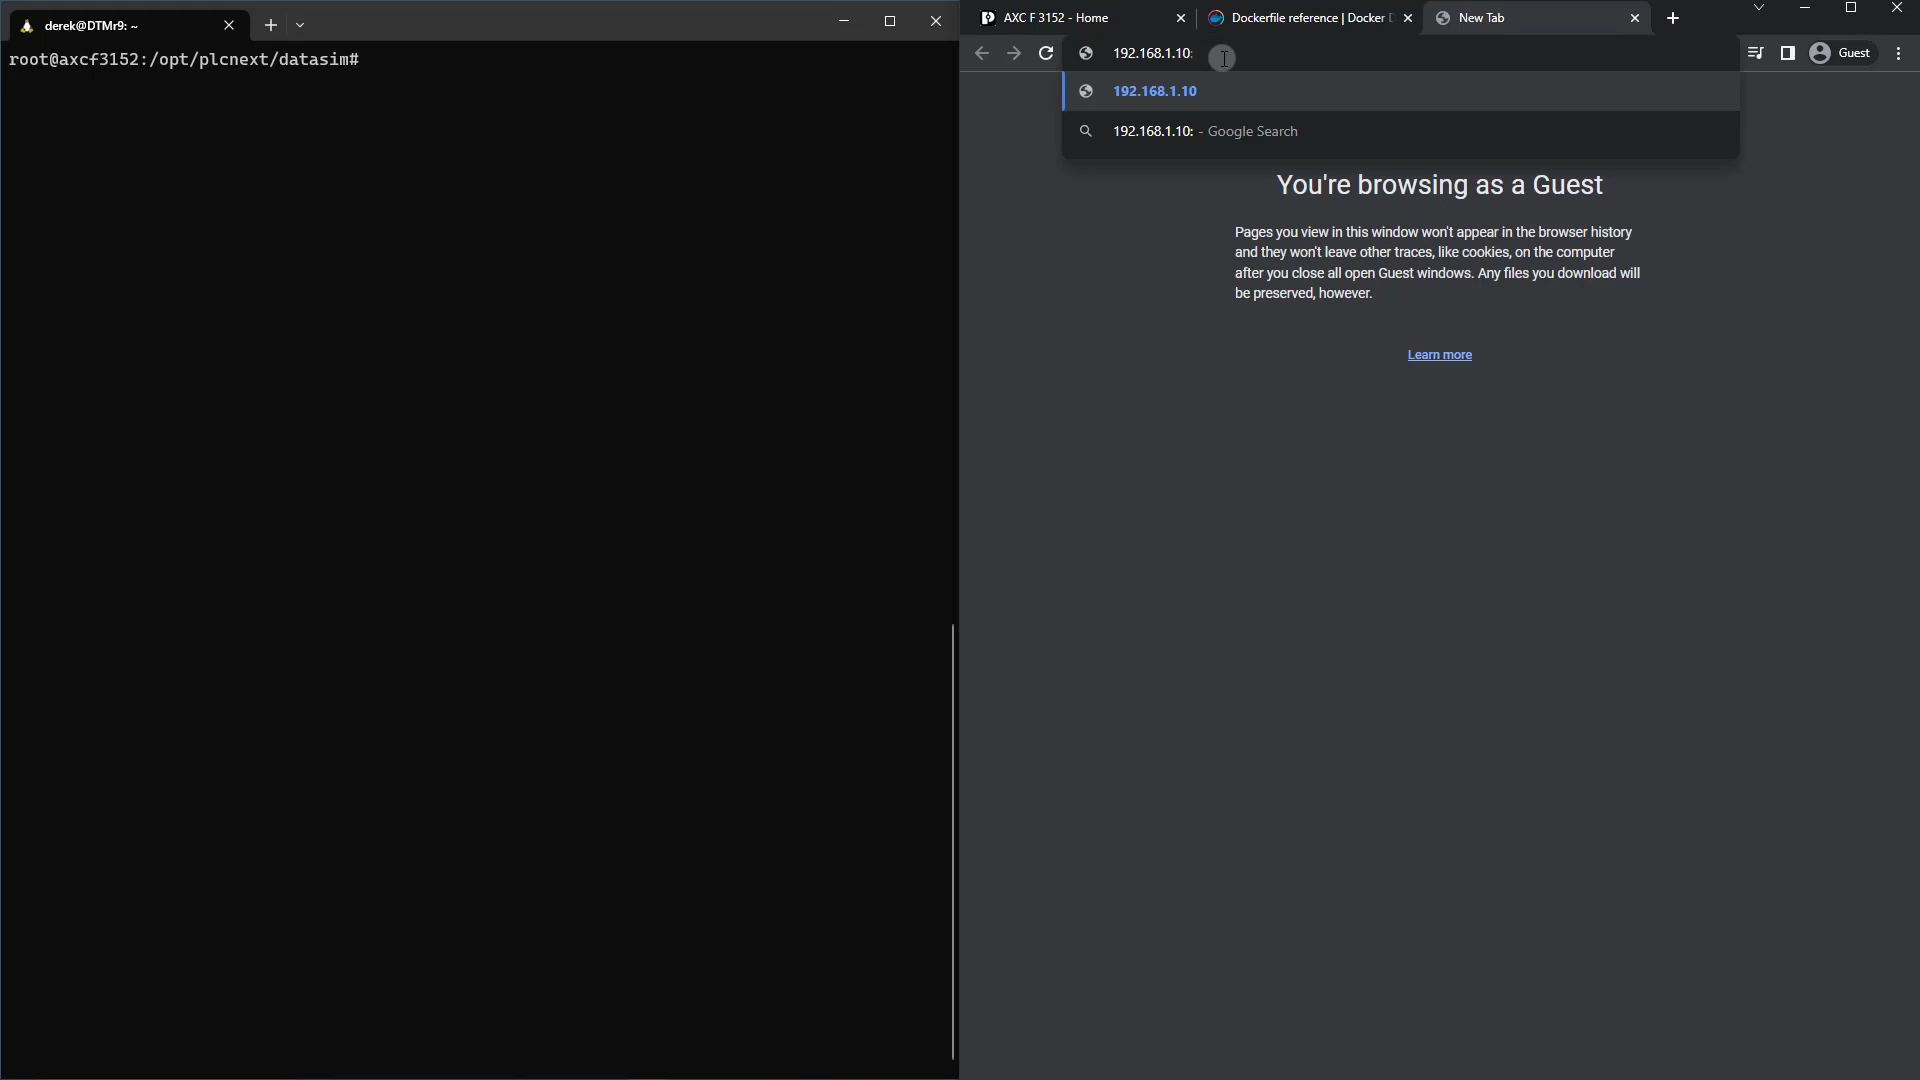 derek@DTMr9: ~
root@axcf3152:/opt/plcnext/datasim#
AXC F 3152 - Home
Dockerfile reference | Docker D
New Tab
192.168.1.10:
Guest
192.168.1.10
192.168.1.10: - Google Search
You're browsing as a Guest
Pages you view in this window won't appear in the browser history
and they won't leave other traces, like cookies, on the computer
after you close all open Guest windows. Any files you download will
be preserved, however.
Learn more